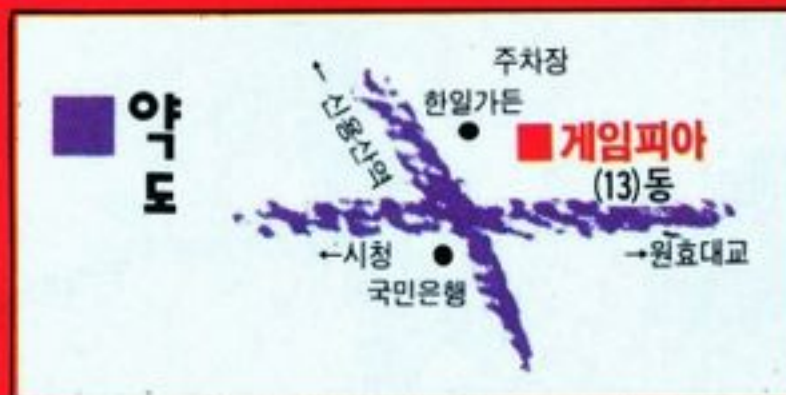 약도
주차장
한일가든
게임피아
(13)동
←신용산역
←시청
→원효대교
국민은행